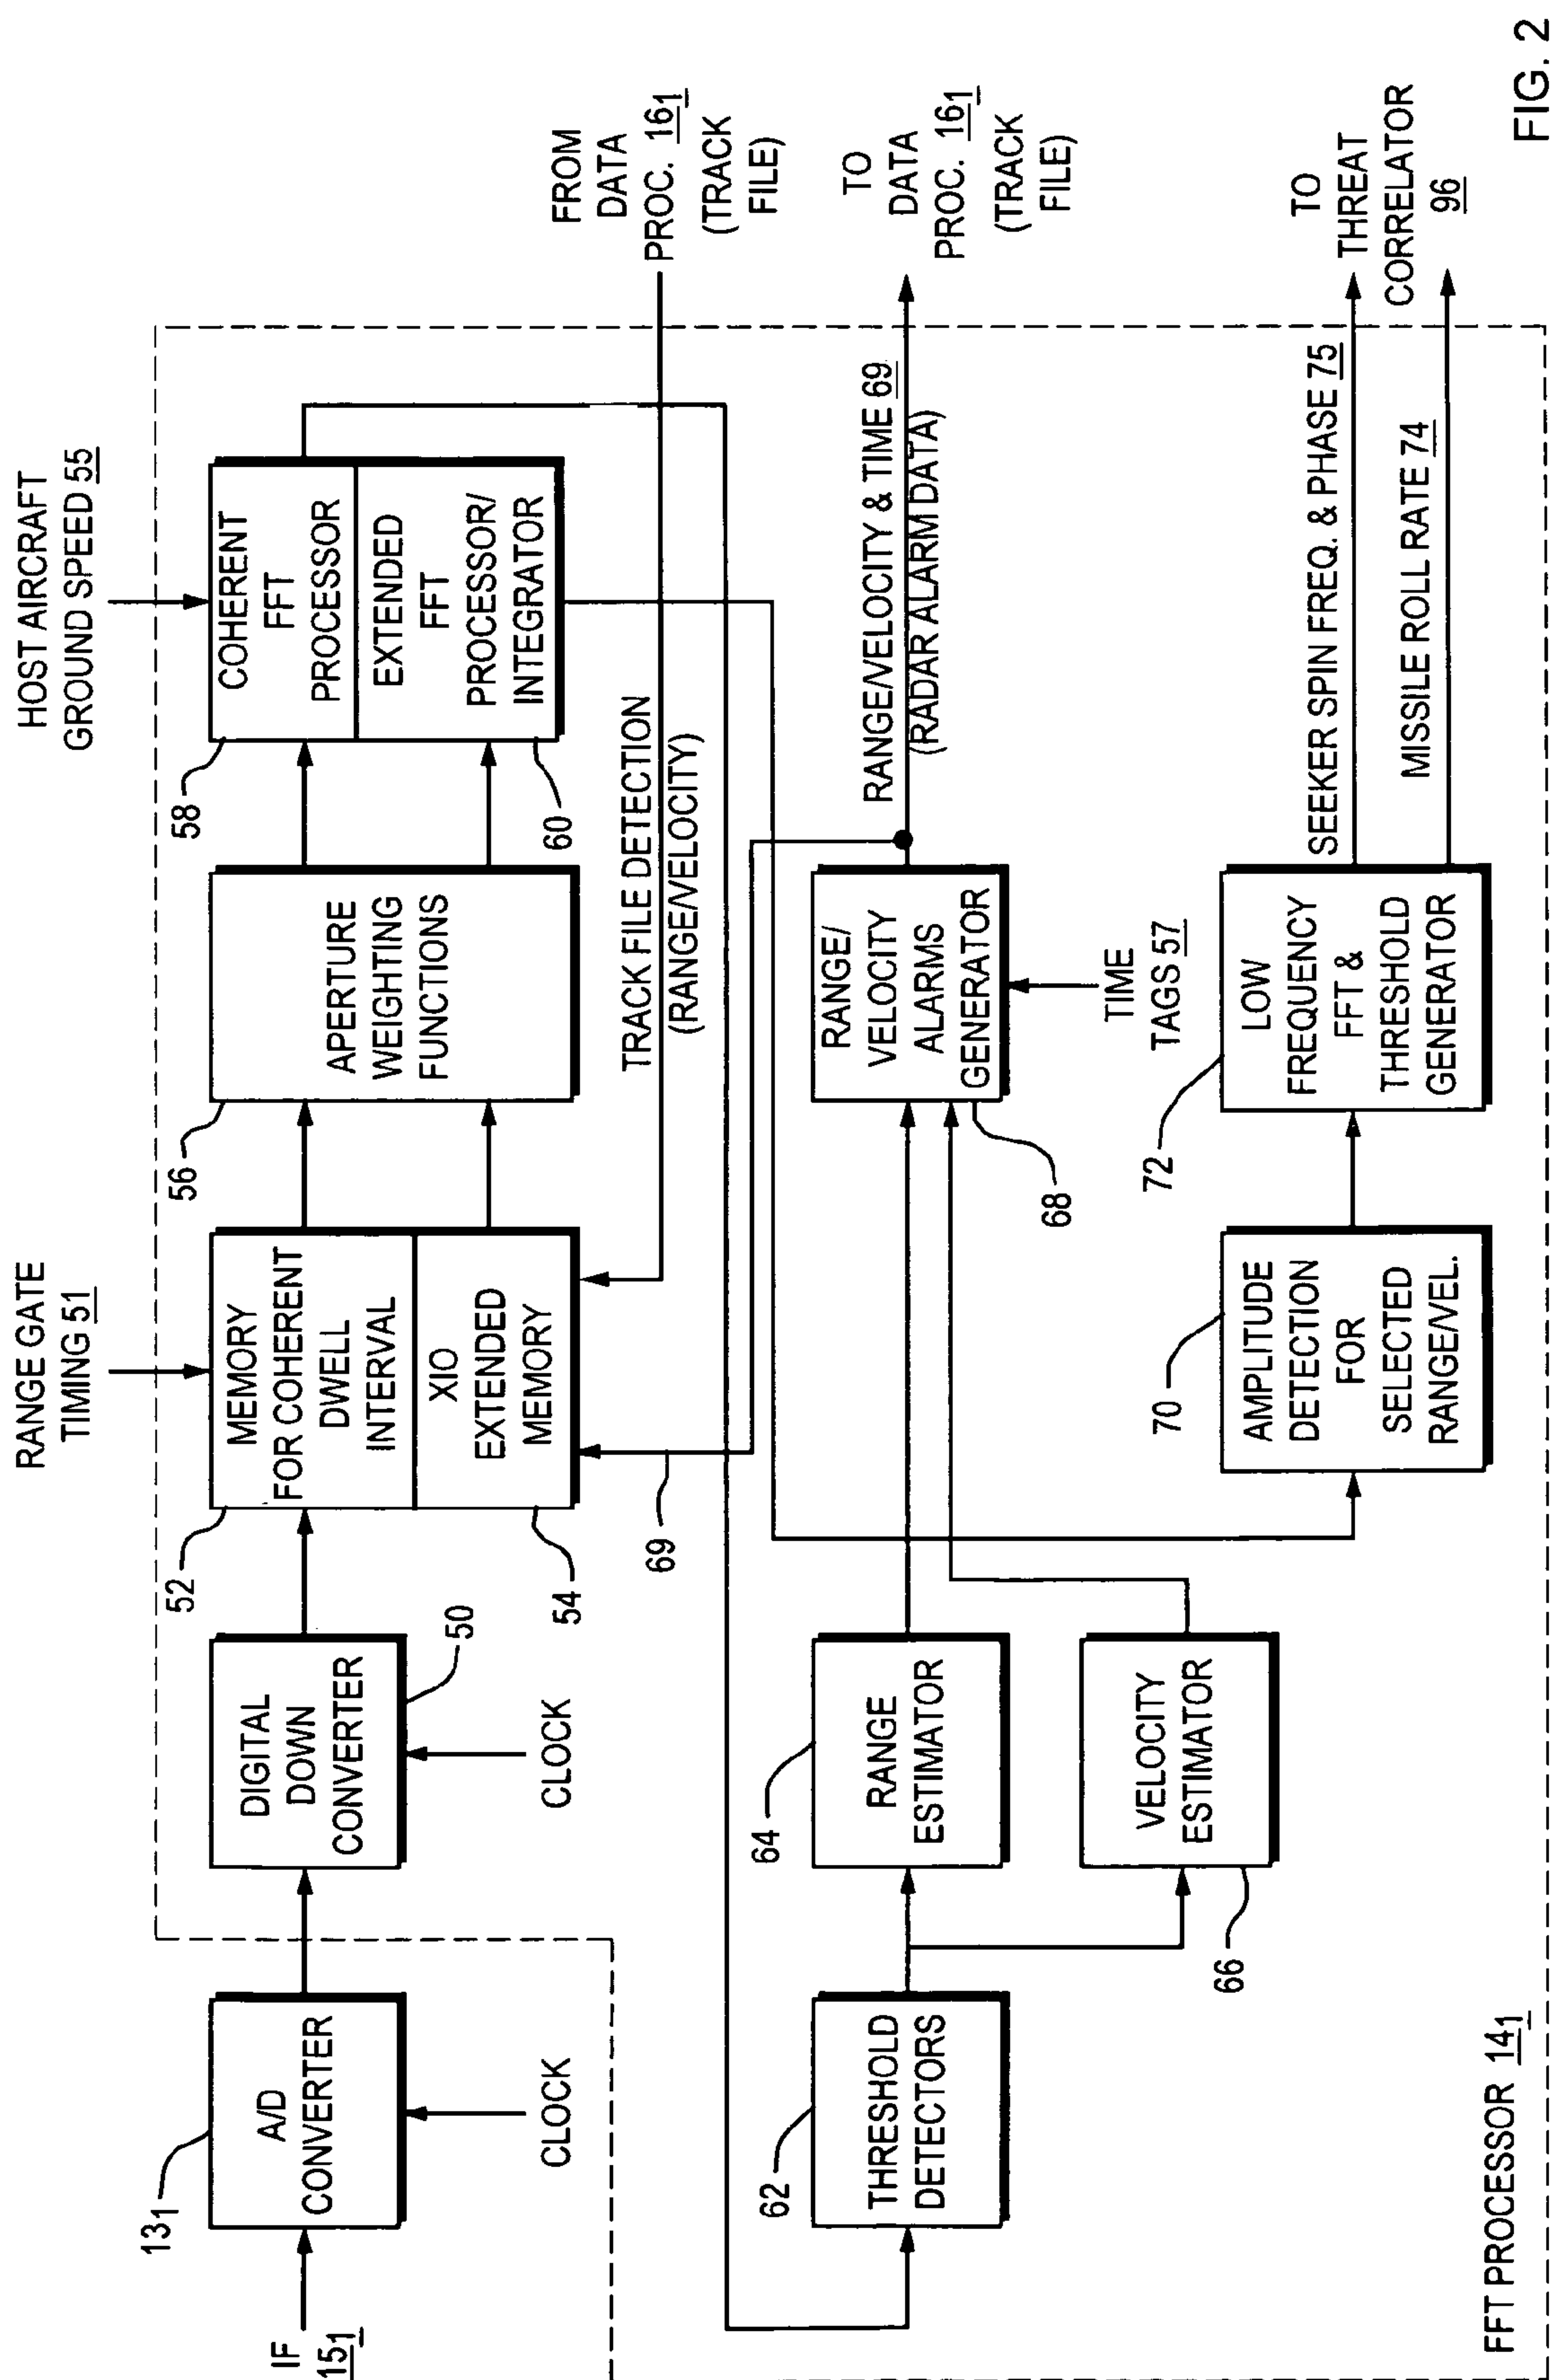 HOST AIRCRAFT
GROUND SPEED 55
RANGE GATE
TIMING 51
IF
15₁
13₁
A/D
CONVERTER
CLOCK
DIGITAL
DOWN
CONVERTER
50
CLOCK
52
MEMORY
FOR COHERENT
DWELL
INTERVAL
XIO
EXTENDED
MEMORY
54
69
56
APERTURE
WEIGHTING
FUNCTIONS
58
COHERENT
FFT
PROCESSOR
EXTENDED
FFT
PROCESSOR/
INTEGRATOR
60
TRACK FILE DETECTION
(RANGE/VELOCITY)
FROM
DATA
PROC. 16₁
(TRACK
FILE)
62
THRESHOLD
DETECTORS
64
RANGE
ESTIMATOR
VELOCITY
ESTIMATOR
66
RANGE/
VELOCITY
ALARMS
GENERATOR
68
TIME
TAGS 57
RANGE/VELOCITY & TIME 69
(RADAR ALARM DATA)
TO
DATA
PROC. 16₁
(TRACK
FILE)
70
AMPLITUDE
DETECTION
FOR
SELECTED
RANGE/VEL.
72
LOW
FREQUENCY
FFT &
THRESHOLD
GENERATOR
SEEKER SPIN FREQ. & PHASE 75
MISSILE ROLL RATE 74
TO
THREAT
CORRELATOR
96
FFT PROCESSOR 14₁
FIG. 2